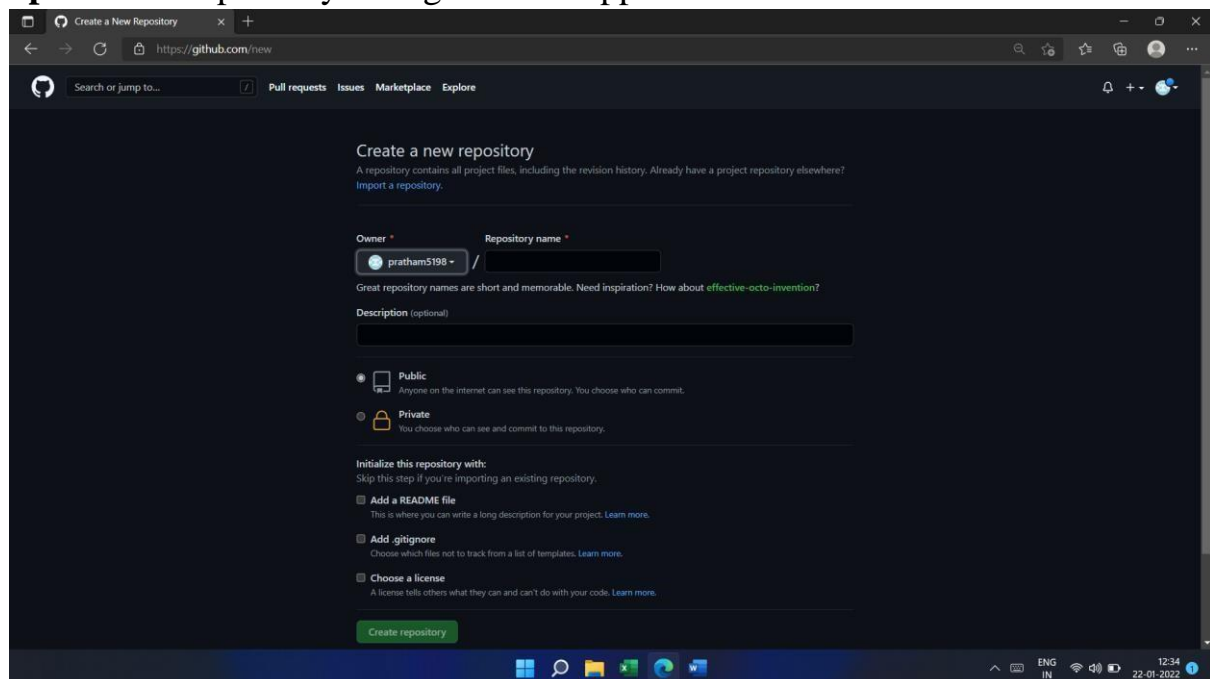 Create a New Repository
https://github.com/new
Search or jump to... / Pull requests Issues Marketplace Explore
Create a new repository
A repository contains all project files, including the revision history. Already have a project repository elsewhere?
Import a repository.
Owner * Repository name *
pratham5198 /
Great repository names are short and memorable. Need inspiration? How about effective-octo-invention?
Description (optional)
Public
Anyone on the internet can see this repository. You choose who can commit.
Private
You choose who can see and commit to this repository.
Initialize this repository with:
Skip this step if you're importing an existing repository.
Add a README file
This is where you can write a long description for your project. Learn more.
Add .gitignore
Choose which files not to track from a list of templates. Learn more.
Choose a license
A license tells others what they can and can't do with your code. Learn more.
Create repository
ENG 12:34
IN 22-01-2022 1